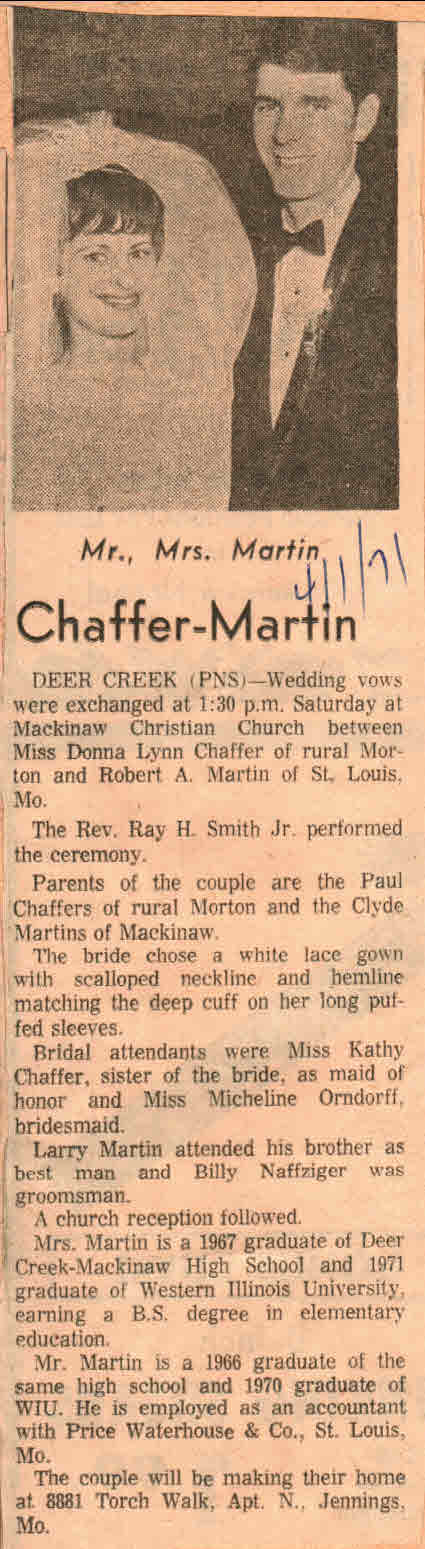 Mr., Mrs. Martin
4/1/71
Chaffer-Martin
DEER CREEK (PNS)—Wedding vows
were exchanged at 1:30 p.m. Saturday at
Mackinaw Christian Church between
Miss Donna Lynn Chaffer of rural Mor-
ton and Robert A. Martin of St. Louis,
Mo.
The Rev. Ray H. Smith Jr. performed
the ceremony.
Parents of the couple are the Paul
Chaffers of rural Morton and the Clyde
Martins of Mackinaw.
The bride chose a white lace gown
with scalloped neckline and hemline
matching the deep cuff on her long puf-
fed sleeves.
Bridal attendants were Miss Kathy
Chaffer, sister of the bride, as maid of
honor and Miss Micheline Orndorff,
bridesmaid.
Larry Martin attended his brother as
best man and Billy Naffziger was
groomsman.
A church reception followed.
Mrs. Martin is a 1967 graduate of Deer
Creek-Mackinaw High School and 1971
graduate of Western Illinois University,
earning a B.S. degree in elementary
education.
Mr. Martin is a 1966 graduate of the
same high school and 1970 graduate of
WIU. He is employed as an accountant
with Price Waterhouse & Co., St. Louis,
Mo.
The couple will be making their home
at 8881 Torch Walk, Apt. N., Jennings,
Mo.